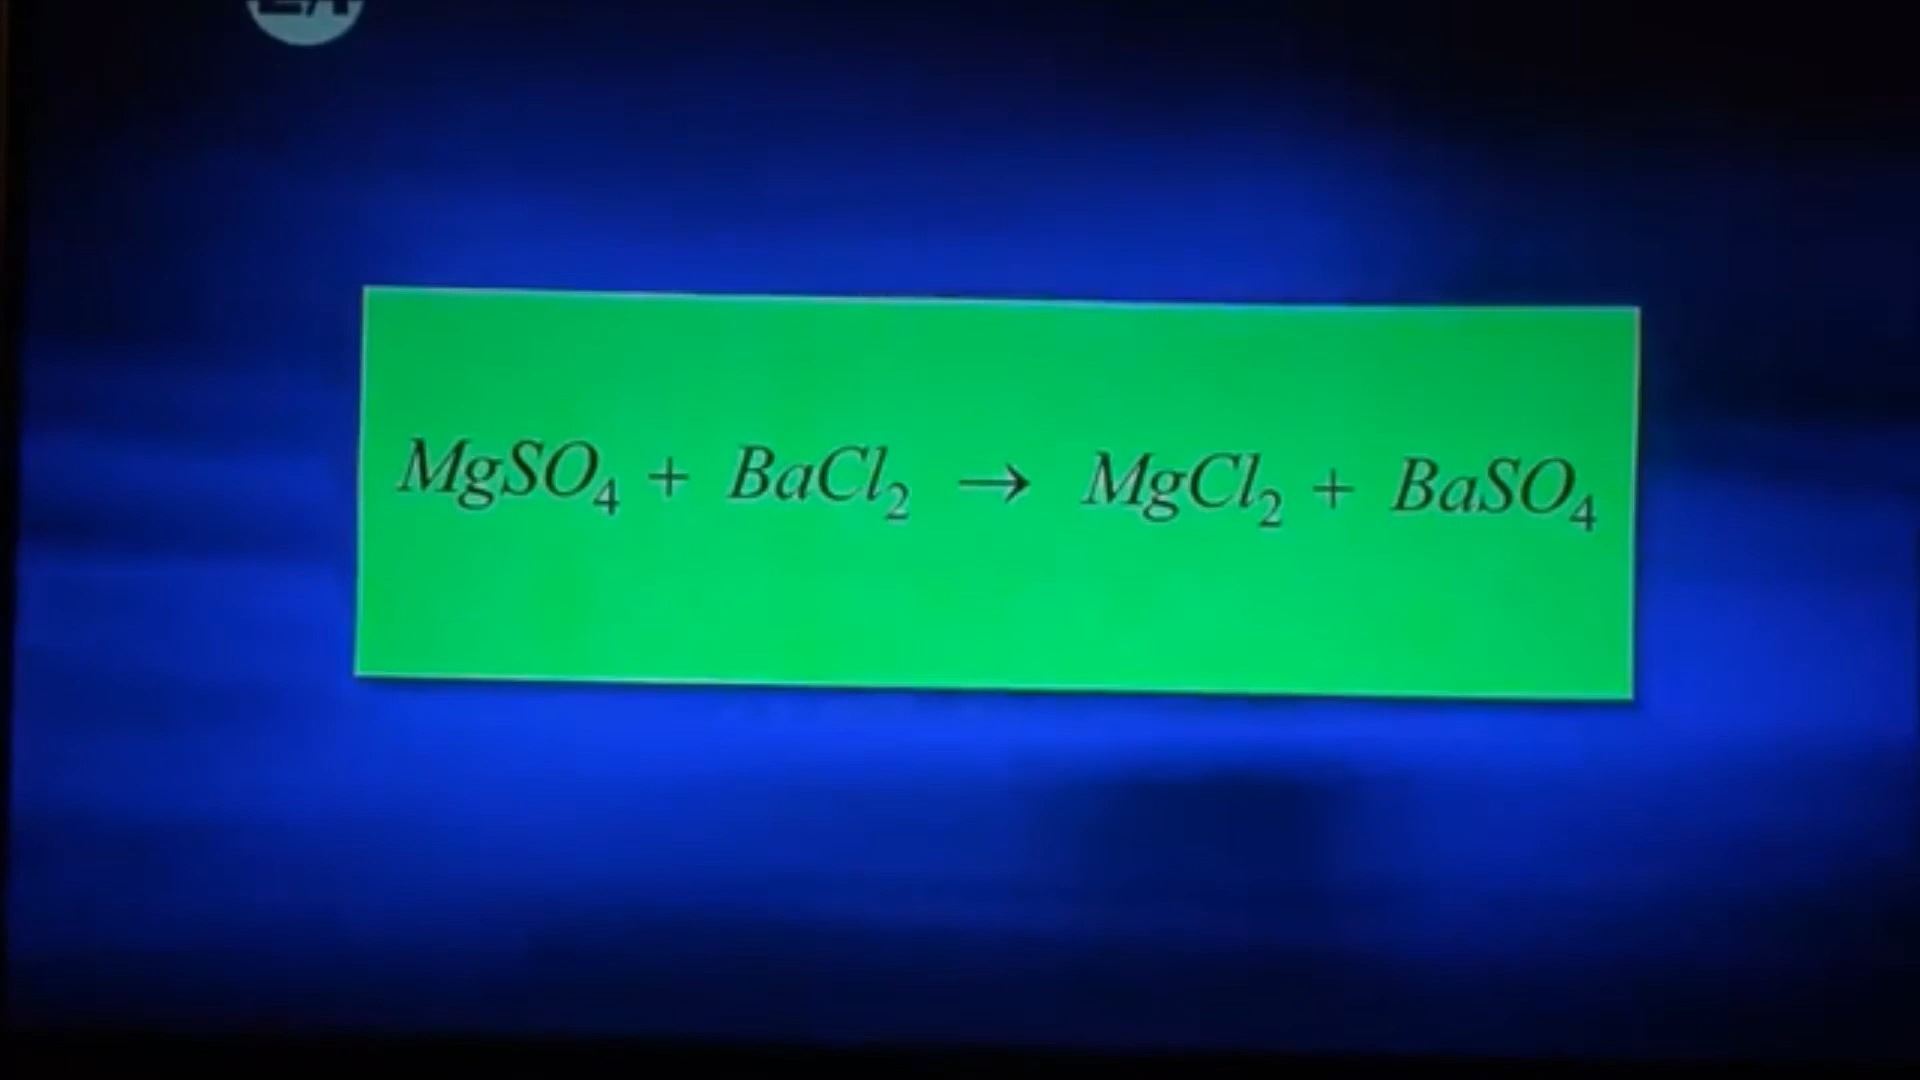 MgSO₄ + BaCl₂ → MgCl₂ + BaSO₄